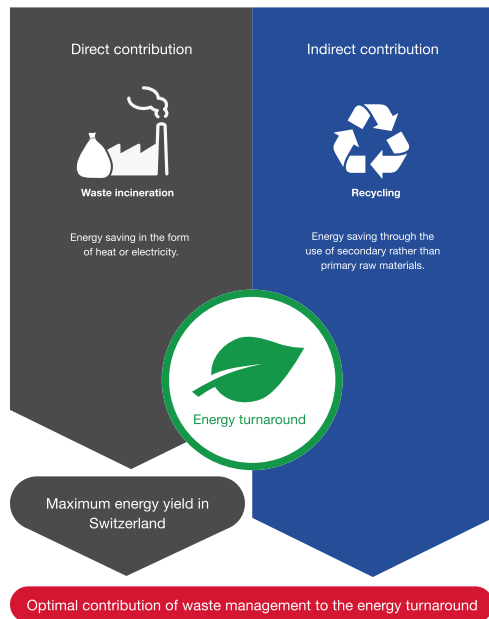 Direct contribution
Waste incineration
Energy saving in the form
of heat or electricity.
Indirect contribution
Recycling
Energy saving through the
use of secondary rather than
primary raw materials.
Energy turnaround
Maximum energy yield in
Switzerland
Optimal contribution of waste management to the energy turnaround